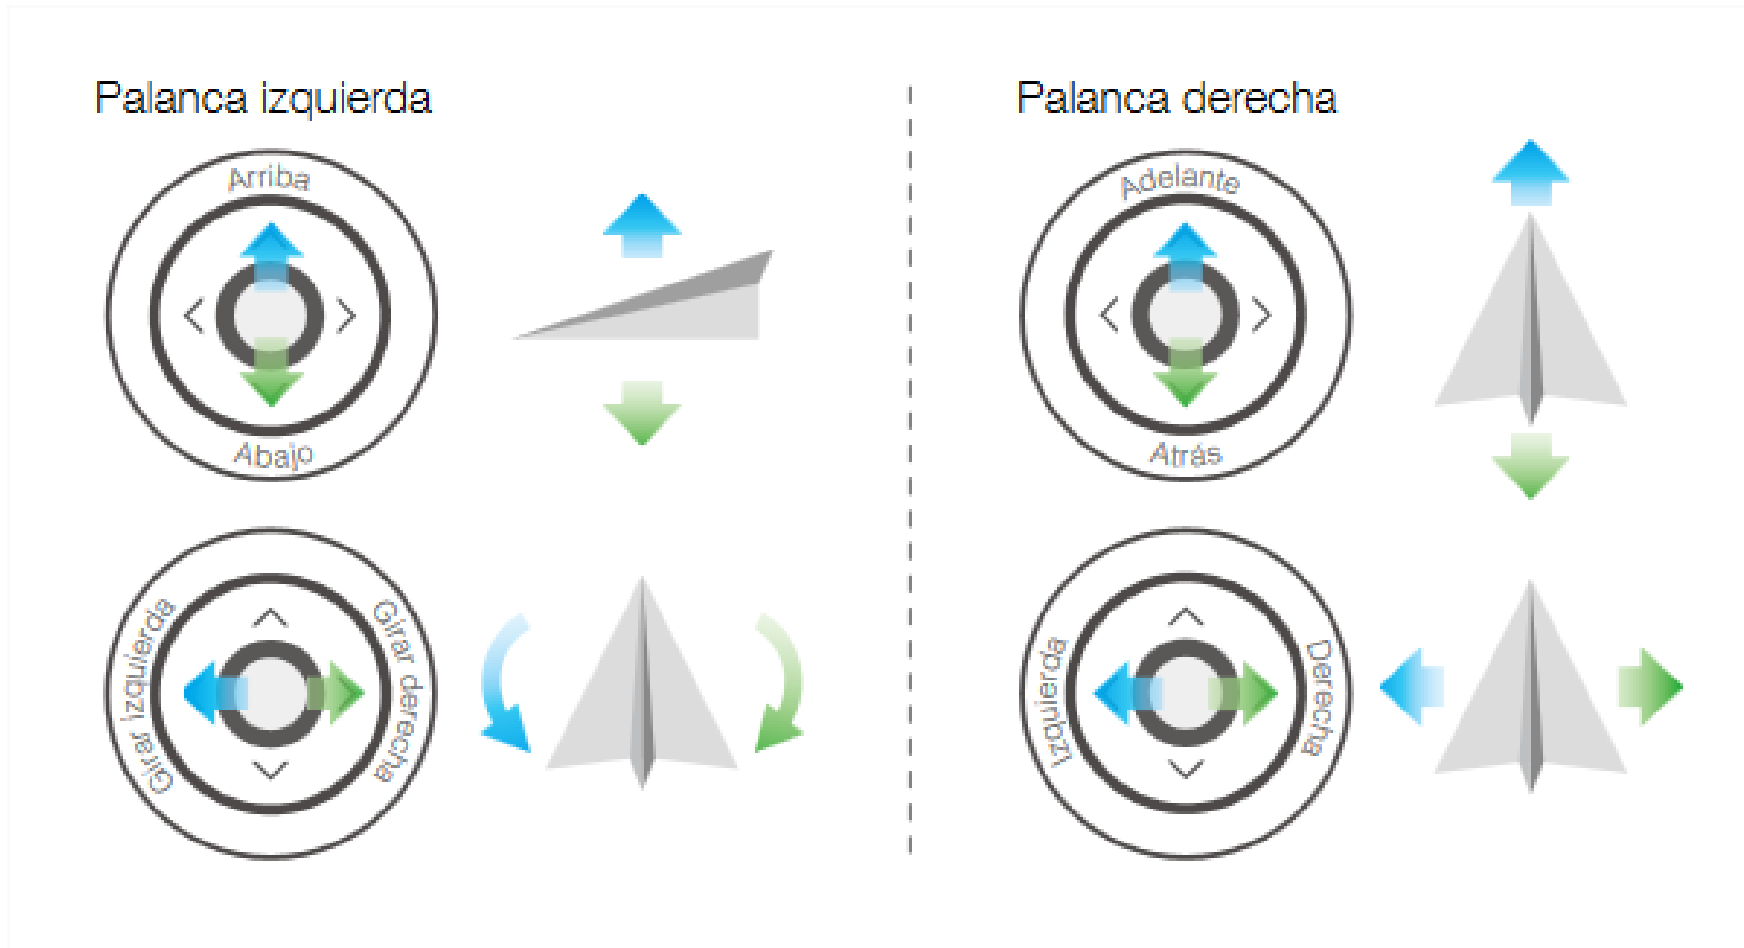 Palanca izquierda
Arriba
Abajo
Girar izquierda
Girar derecha
Palanca derecha
Adelante
Atrás
Izquierda
Derecha